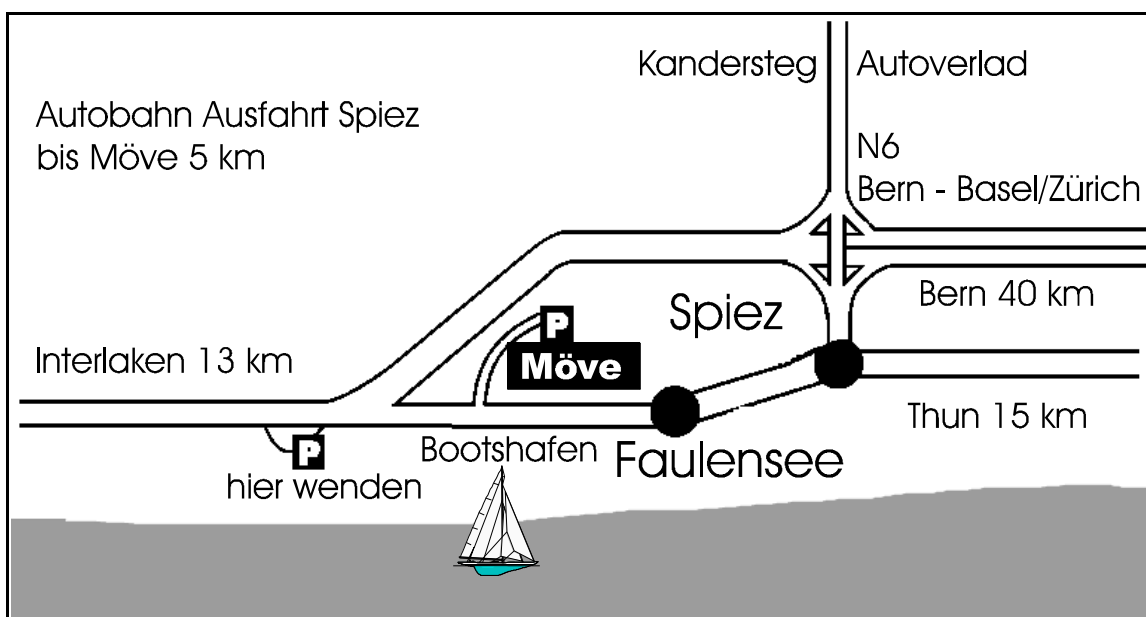 Kandersteg Autoverlad
Autobahn Ausfahrt Spiez
bis Möve 5 km
N6
Bern - Basel/Zürich
Bern 40 km
Spiez
P
Möve
Interlaken 13 km
Thun 15 km
Bootshafen
Faulensee
P
hier wenden